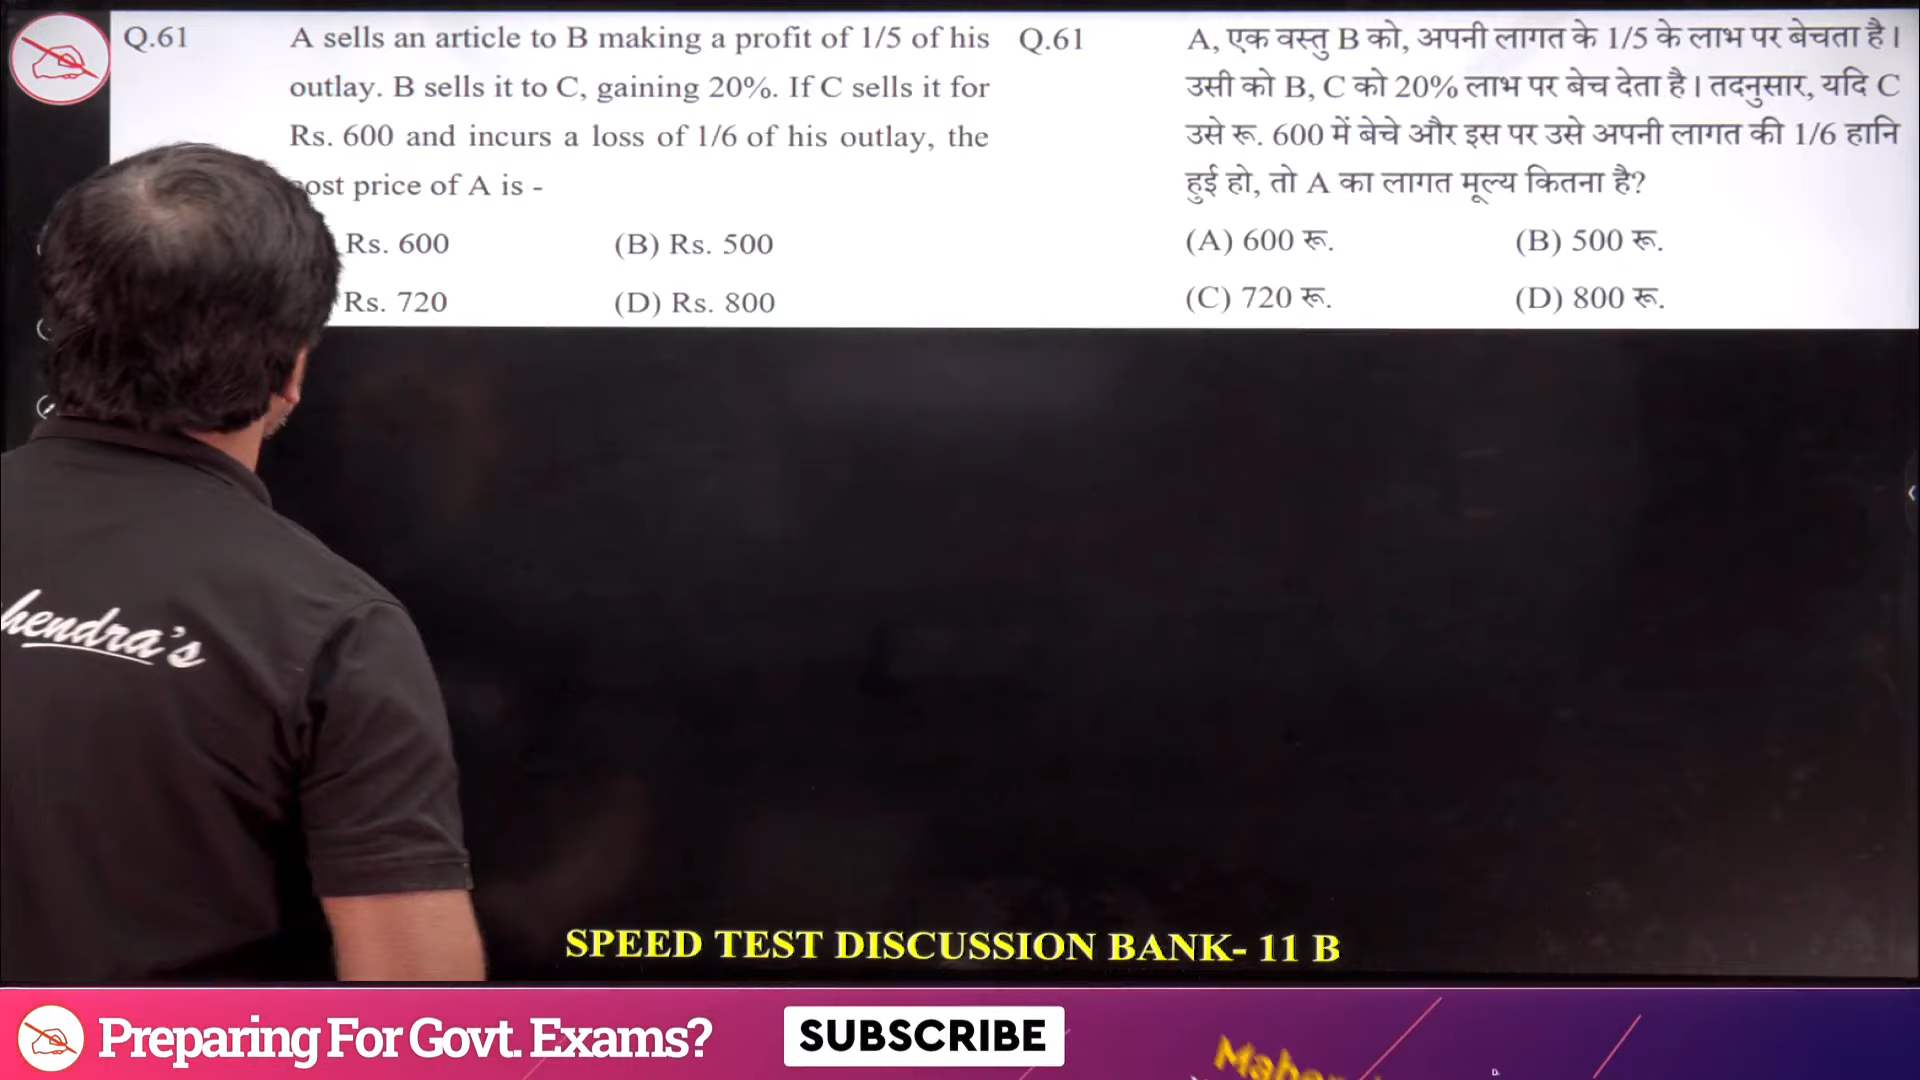 Q.61
A sells an article to B making a profit of 1/5 of his
outlay. B sells it to C, gaining 20%. If C sells it for
Rs. 600 and incurs a loss of 1/6 of his outlay, the
cost price of A is -
Rs. 600 (B) Rs. 500
Rs. 720 (D) Rs. 800
Q.61
A, एक वस्तु B को, अपनी लागत के 1/5 के लाभ पर बेचता है।
उसी को B, C को 20% लाभ पर बेच देता है। तदनुसार, यदि C
उसे रू. 600 में बेचे और इस पर उसे अपनी लागत की 1/6 हानि
हुई हो, तो A का लागत मूल्य कितना है?
(A) 600 रू. (B) 500 रू.
(C) 720 रू. (D) 800 रू.
hendra's
SPEED TEST DISCUSSION BANK- 11 B
Preparing For Govt. Exams?
SUBSCRIBE